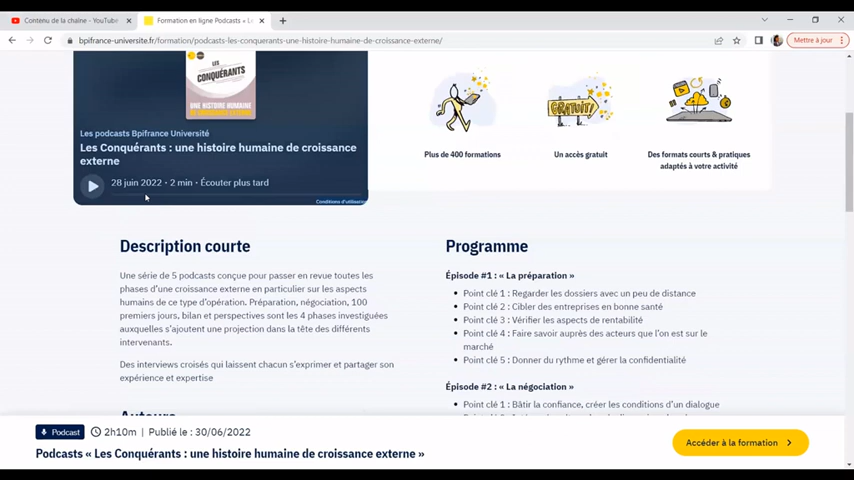 Contenu de la chaîne - YouTub
Formation en ligne Podcasts « L
bpifrance-universite.fr/formation/podcasts-les-conquerants-une-histoire-humaine-de-croissance-externe/
Mettre à jour
LES
CONQUÉRANTS
UNE HISTOIRE HUMAINE
DE CROISSANCE EXTERNE
Les podcasts Bpifrance Université
Les Conquérants : une histoire humaine de croissance
externe
28 juin 2022 · 2 min · Écouter plus tard
Conditions d'utilisation
GRATUIT!
Plus de 400 formations
Un accès gratuit
Des formats courts & pratiques
adaptés à votre activité
Description courte
Une série de 5 podcasts conçue pour passer en revue toutes les
phases d'une croissance externe en particulier sur les aspects
humains de ce type d'opération. Préparation, négociation, 100
premiers jours, bilan et perspectives sont les 4 phases investiguées
auxquelles s'ajoutent une projection dans la tête des différents
intervenants.
Des interviews croisés qui laissent chacun s'exprimer et partager son
expérience et expertise
Auteurs
Programme
Épisode #1 : « La préparation »
Point clé 1 : Regarder les dossiers avec un peu de distance
Point clé 2 : Cibler des entreprises en bonne santé
Point clé 3 : Vérifier les aspects de rentabilité
Point clé 4 : Faire savoir auprès des acteurs que l'on est sur le
marché
Point clé 5 : Donner du rythme et gérer la confidentialité
Épisode #2 : « La négociation »
Point clé 1 : Bâtir la confiance, créer les conditions d'un dialogue
Podcast
2h10m | Publié le : 30/06/2022
Podcasts « Les Conquérants : une histoire humaine de croissance externe »
Accéder à la formation